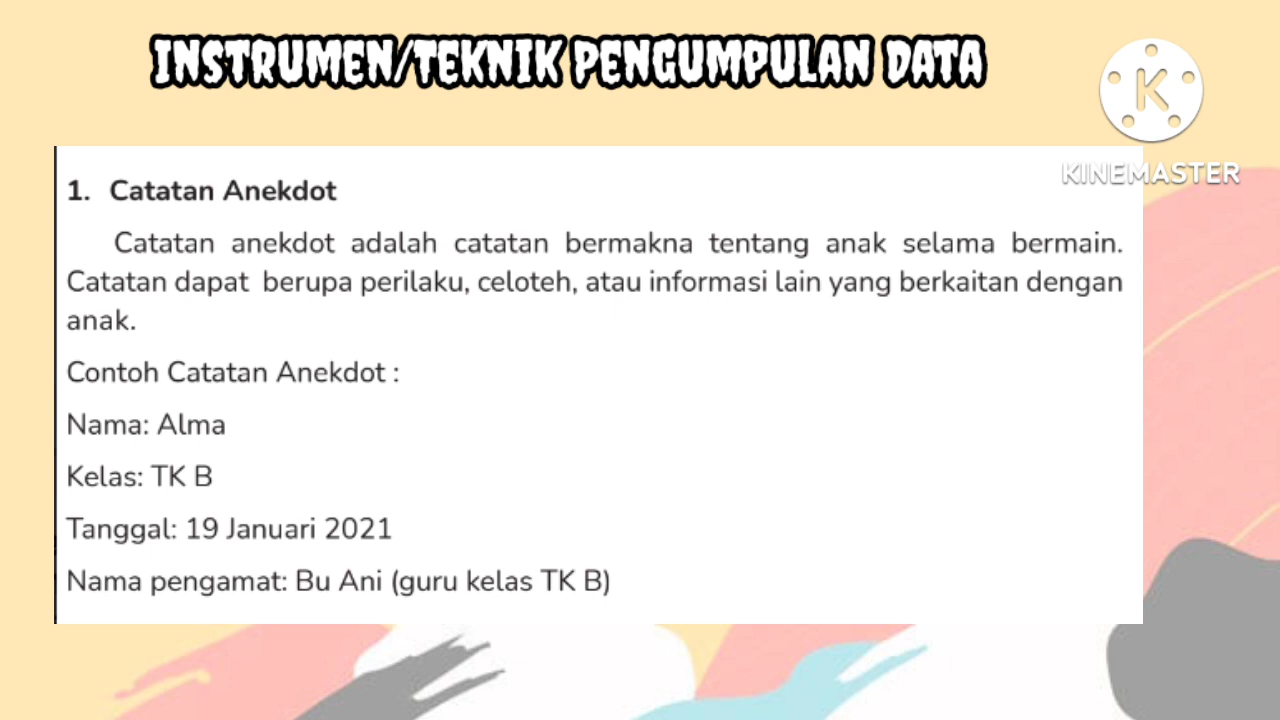 INSTRUMEN/TEKNIK PENGUMPULAN DATA
K
KINEMASTER
1. Catatan Anekdot
Catatan anekdot adalah catatan bermakna tentang anak selama bermain.
Catatan dapat berupa perilaku, celoteh, atau informasi lain yang berkaitan dengan
anak.
Contoh Catatan Anekdot :
Nama: Alma
Kelas: TK B
Tanggal: 19 Januari 2021
Nama pengamat: Bu Ani (guru kelas TK B)